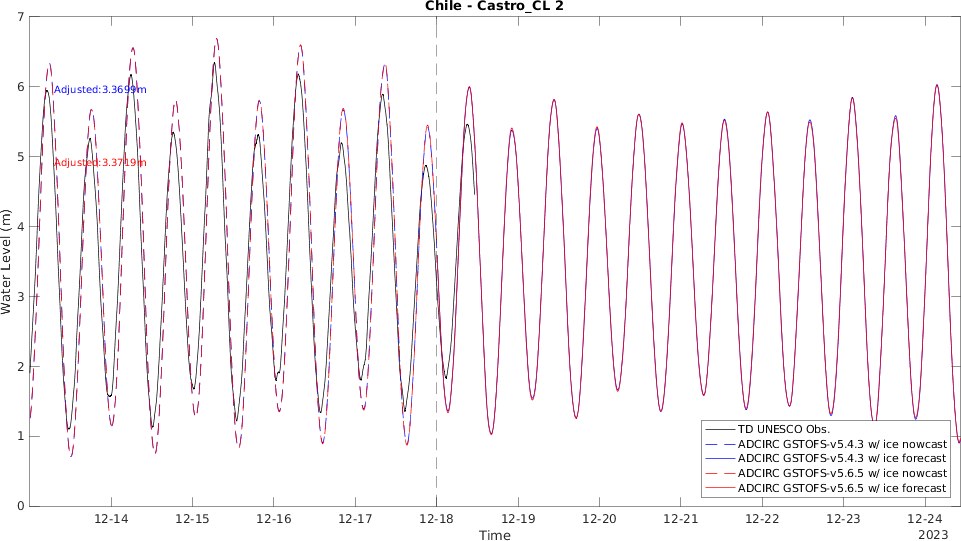 Chile - Castro_CL 2
7
6
5
4
3
2
1
0
Water Level (m)
Adjusted:3.3699m
Adjusted:3.3719m
TD UNESCO Obs.
ADCIRC GSTOFS-v5.4.3 w/ ice nowcast
ADCIRC GSTOFS-v5.4.3 w/ ice forecast
ADCIRC GSTOFS-v5.6.5 w/ ice nowcast
ADCIRC GSTOFS-v5.6.5 w/ ice forecast
12-14 12-15 12-16 12-17 12-18 12-19 12-20 12-21 12-22 12-23 12-24
Time
2023